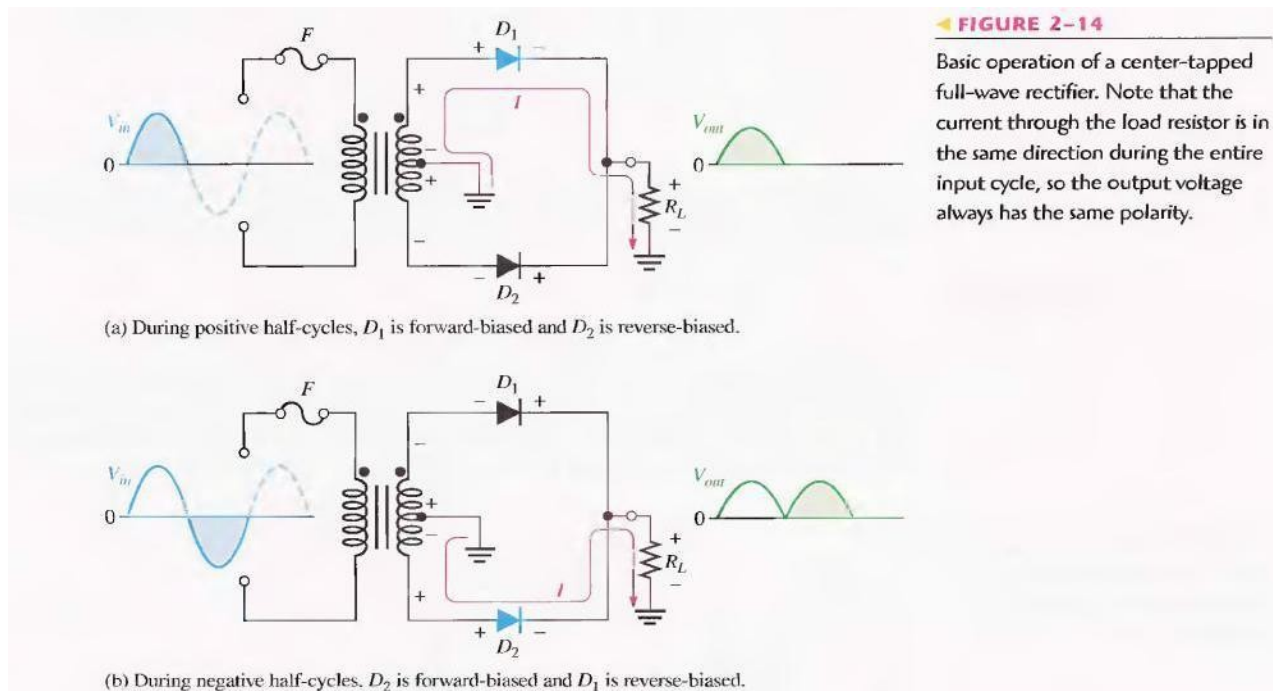 FIGURE 2-14
Basic operation of a center-tapped
full-wave rectifier. Note that the
current through the load resistor is in
the same direction during the entire
input cycle, so the output voltage
always has the same polarity.
F
D1
+ −
Vin
0
+
I
−
+
−
Vout
0
+
RL
−
− +
D2
(a) During positive half-cycles, D1 is forward-biased and D2 is reverse-biased.
F
D1
− +
Vin
0
−
+
−
+
I
Vout
0
+
RL
−
+ −
D2
(b) During negative half-cycles. D2 is forward-biased and D1 is reverse-biased.